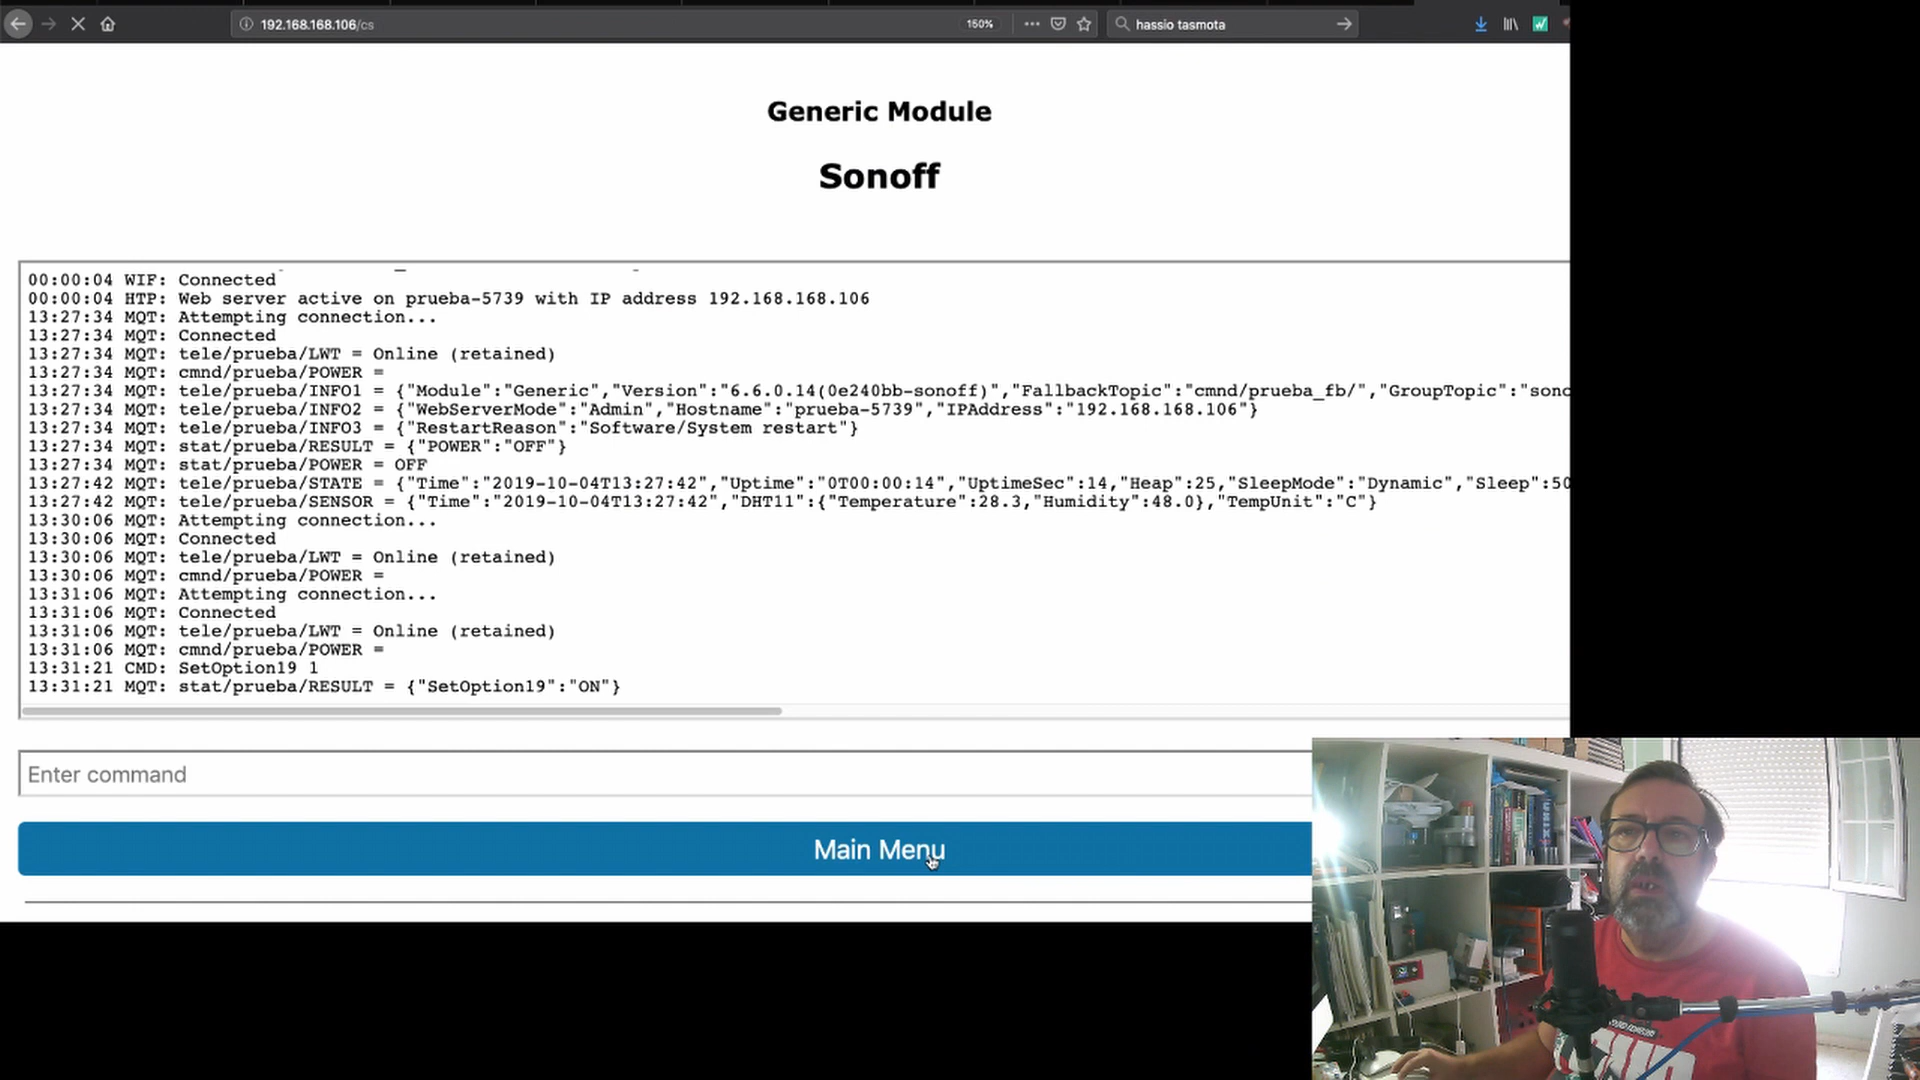 192.168.168.106/cs
150%
hassio tasmota
Generic Module
Sonoff
00:00:04 WIF: Connected
00:00:04 HTP: Web server active on prueba-5739 with IP address 192.168.168.106
13:27:34 MQT: Attempting connection...
13:27:34 MQT: Connected
13:27:34 MQT: tele/prueba/LWT = Online (retained)
13:27:34 MQT: cmnd/prueba/POWER =
13:27:34 MQT: tele/prueba/INFO1 = {"Module":"Generic","Version":"6.6.0.14(0e240bb-sonoff)","FallbackTopic":"cmnd/prueba_fb/","GroupTopic":"sono
13:27:34 MQT: tele/prueba/INFO2 = {"WebServerMode":"Admin","Hostname":"prueba-5739","IPAddress":"192.168.168.106"}
13:27:34 MQT: tele/prueba/INFO3 = {"RestartReason":"Software/System restart"}
13:27:34 MQT: stat/prueba/RESULT = {"POWER":"OFF"}
13:27:34 MQT: stat/prueba/POWER = OFF
13:27:42 MQT: tele/prueba/STATE = {"Time":"2019-10-04T13:27:42","Uptime":"0T00:00:14","UptimeSec":14,"Heap":25,"SleepMode":"Dynamic","Sleep":50
13:27:42 MQT: tele/prueba/SENSOR = {"Time":"2019-10-04T13:27:42","DHT11":{"Temperature":28.3,"Humidity":48.0},"TempUnit":"C"}
13:30:06 MQT: Attempting connection...
13:30:06 MQT: Connected
13:30:06 MQT: tele/prueba/LWT = Online (retained)
13:30:06 MQT: cmnd/prueba/POWER =
13:31:06 MQT: Attempting connection...
13:31:06 MQT: Connected
13:31:06 MQT: tele/prueba/LWT = Online (retained)
13:31:06 MQT: cmnd/prueba/POWER =
13:31:21 CMD: SetOption19 1
13:31:21 MQT: stat/prueba/RESULT = {"SetOption19":"ON"}
Enter command
Main Menu